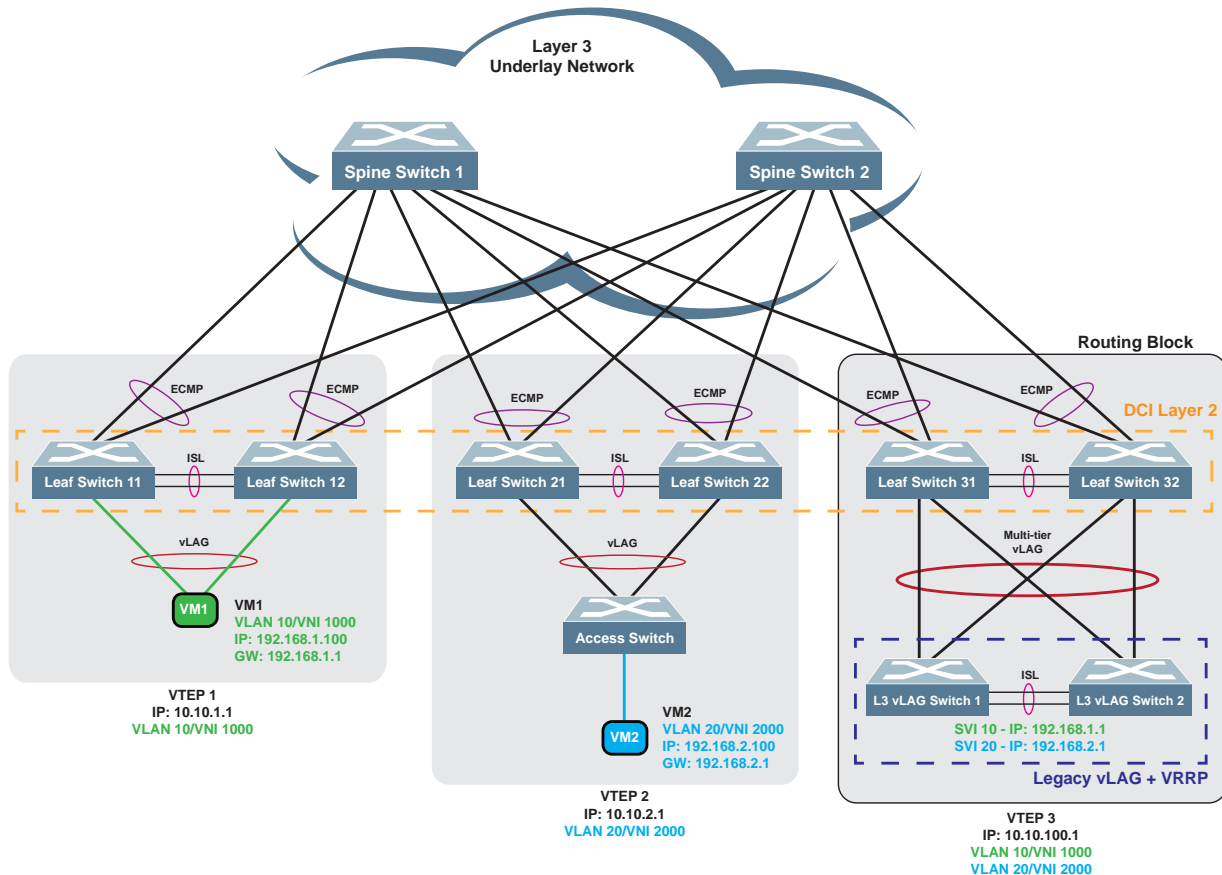 Layer 3
Underlay Network
Spine Switch 1
Spine Switch 2
Routing Block
ECMP
ECMP
ECMP
ECMP
ECMP
ECMP
DCI Layer 2
Leaf Switch 11
ISL
Leaf Switch 12
Leaf Switch 21
ISL
Leaf Switch 22
Leaf Switch 31
ISL
Leaf Switch 32
vLAG
vLAG
Multi-tier
vLAG
VM1
VM1
VLAN 10/VNI 1000
IP: 192.168.1.100
GW: 192.168.1.1
Access Switch
VM2
VM2
VLAN 20/VNI 2000
IP: 192.168.2.100
GW: 192.168.2.1
L3 vLAG Switch 1
ISL
L3 vLAG Switch 2
SVI 10 - IP: 192.168.1.1
SVI 20 - IP: 192.168.2.1
Legacy vLAG + VRRP
VTEP 1
IP: 10.10.1.1
VLAN 10/VNI 1000
VTEP 2
IP: 10.10.2.1
VLAN 20/VNI 2000
VTEP 3
IP: 10.10.100.1
VLAN 10/VNI 1000
VLAN 20/VNI 2000